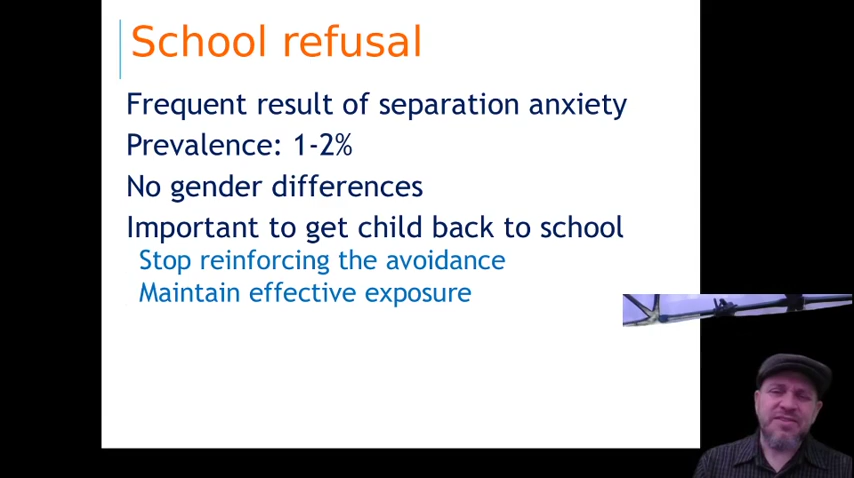 School refusal
Frequent result of separation anxiety
Prevalence: 1-2%
No gender differences
Important to get child back to school
Stop reinforcing the avoidance
Maintain effective exposure